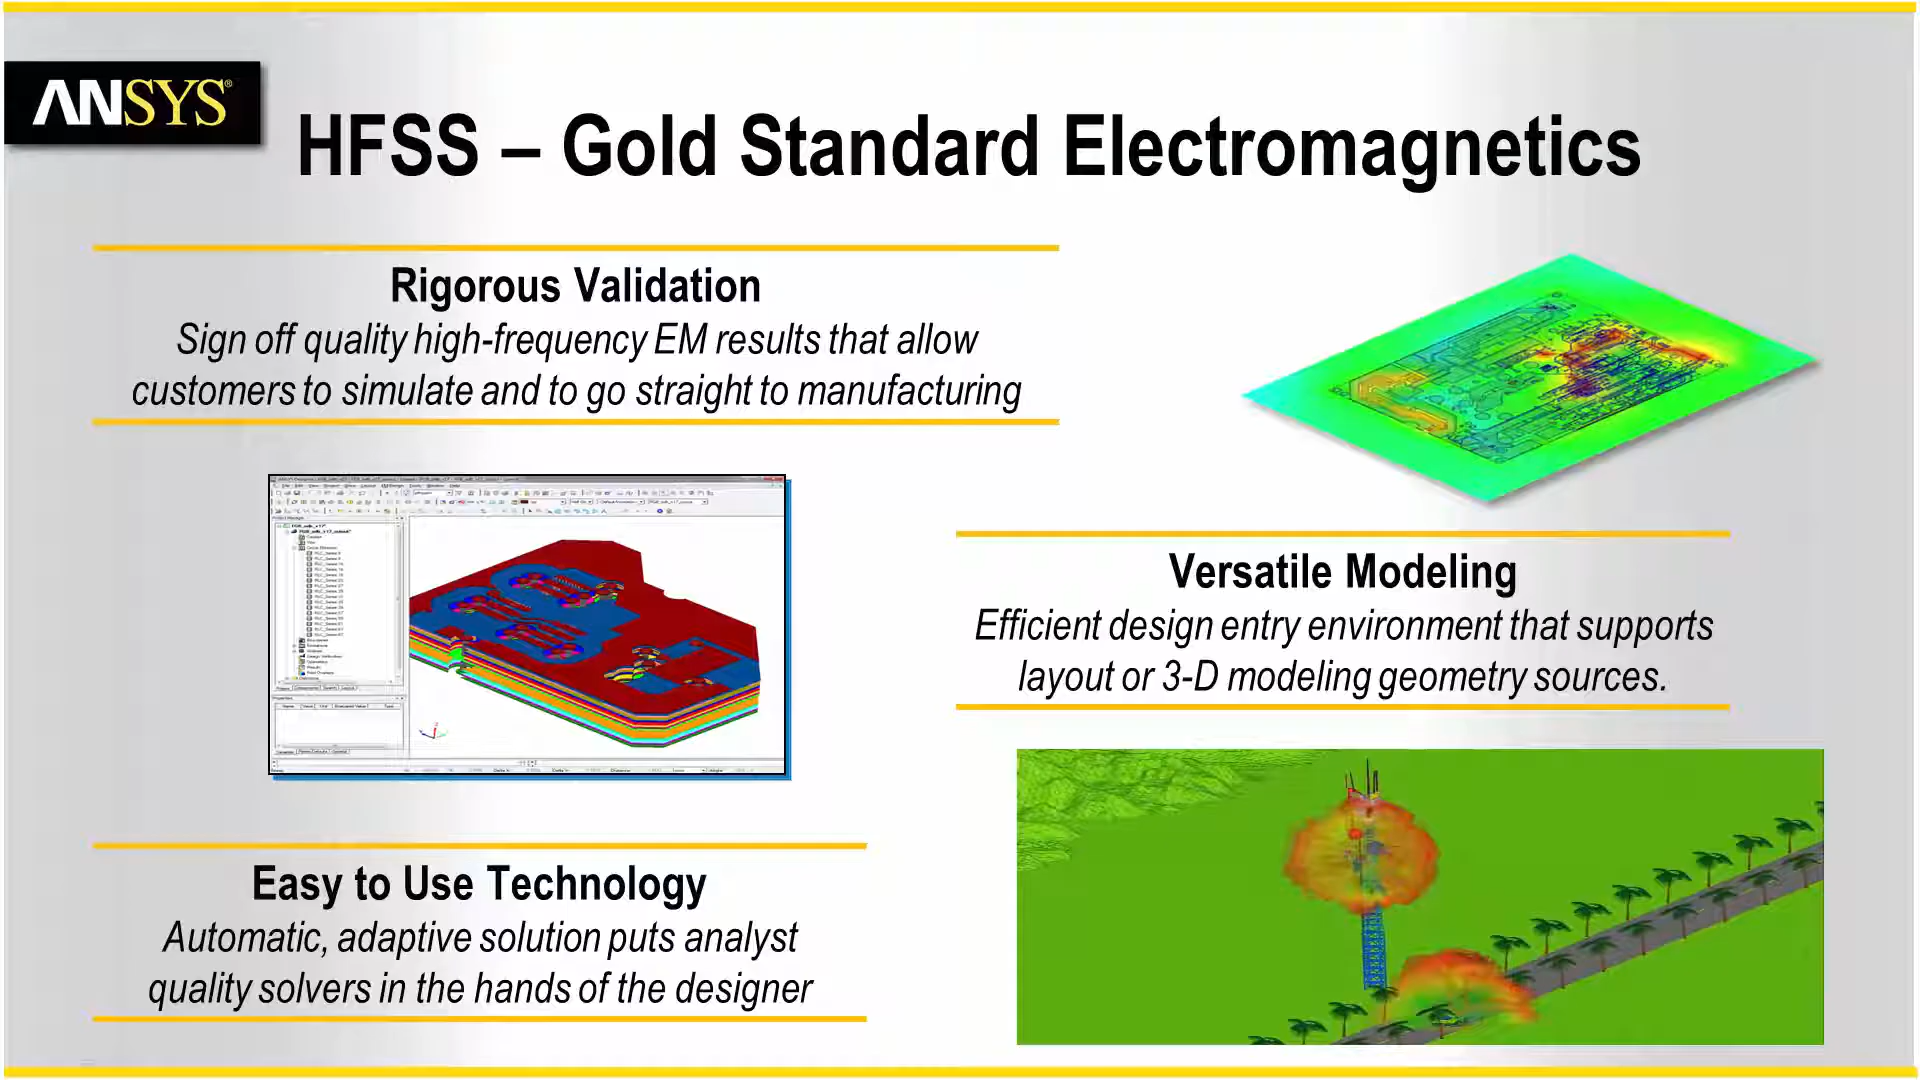 ANSYS®
HFSS – Gold Standard Electromagnetics
Rigorous Validation
Sign off quality high-frequency EM results that allow
customers to simulate and to go straight to manufacturing
Versatile Modeling
Efficient design entry environment that supports
layout or 3-D modeling geometry sources.
Easy to Use Technology
Automatic, adaptive solution puts analyst
quality solvers in the hands of the designer